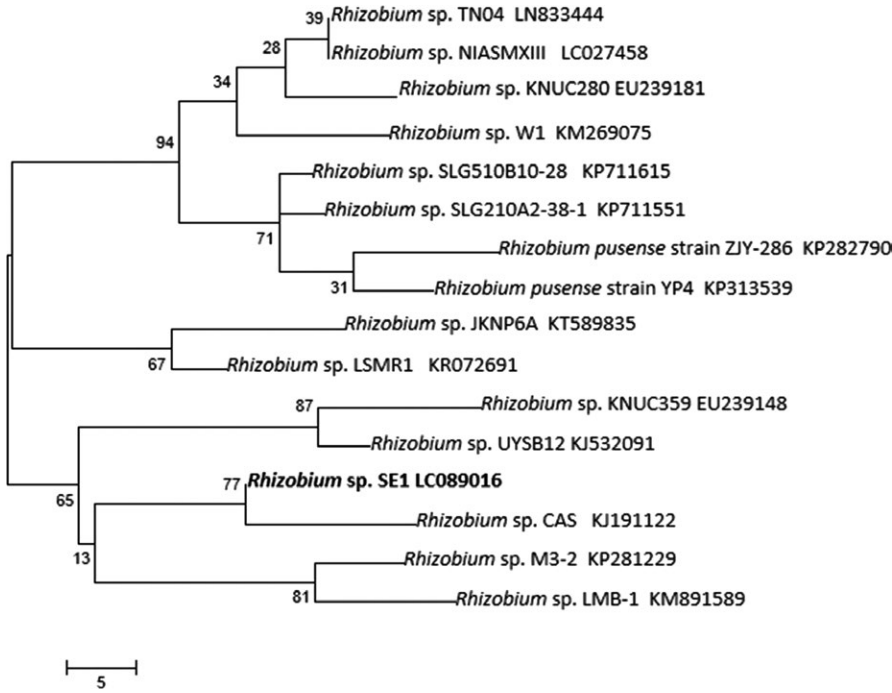 39
Rhizobium sp. TN04 LN833444
28
Rhizobium sp. NIASMXIII LC027458
34
Rhizobium sp. KNUC280 EU239181
94
Rhizobium sp. W1 KM269075
Rhizobium sp. SLG510B10-28 KP711615
Rhizobium sp. SLG210A2-38-1 KP711551
71
Rhizobium pusense strain ZJY-286 KP282790
31
Rhizobium pusense strain YP4 KP313539
Rhizobium sp. JKNP6A KT589835
67
Rhizobium sp. LSMR1 KR072691
87
Rhizobium sp. KNUC359 EU239148
Rhizobium sp. UYSB12 KJ532091
65
77
Rhizobium sp. SE1 LC089016
Rhizobium sp. CAS KJ191122
13
Rhizobium sp. M3-2 KP281229
81
Rhizobium sp. LMB-1 KM891589
5